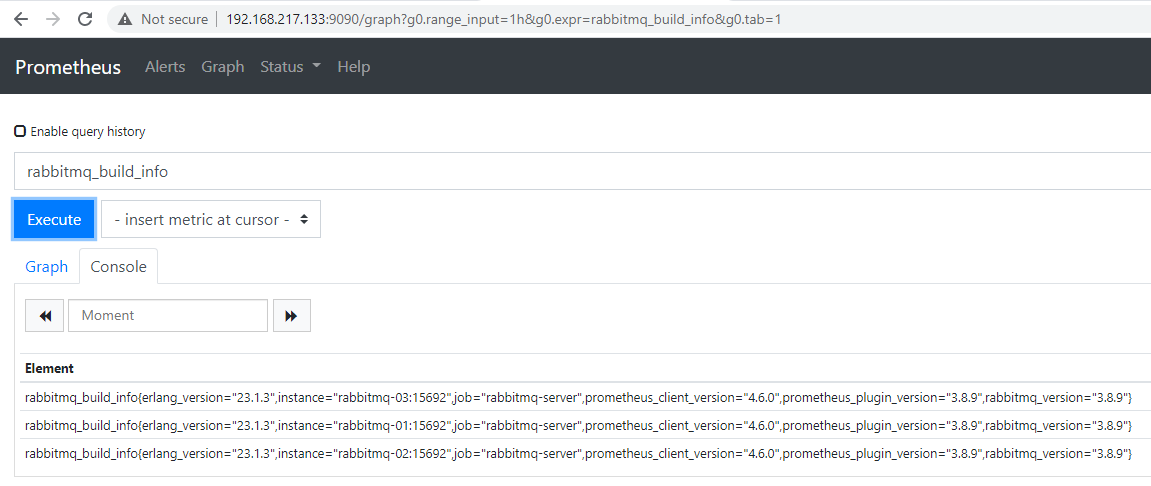 Not secure 192.168.217.133:9090/graph?g0.range_input=1h&g0.expr=rabbitmq_build_info&g0.tab=1
Prometheus Alerts Graph Status Help
Enable query history
rabbitmq_build_info
Execute - insert metric at cursor -
Graph Console
Moment
Element
rabbitmq_build_info{erlang_version="23.1.3",instance="rabbitmq-03:15692",job="rabbitmq-server",prometheus_client_version="4.6.0",prometheus_plugin_version="3.8.9",rabbitmq_version="3.8.9"}
rabbitmq_build_info{erlang_version="23.1.3",instance="rabbitmq-01:15692",job="rabbitmq-server",prometheus_client_version="4.6.0",prometheus_plugin_version="3.8.9",rabbitmq_version="3.8.9"}
rabbitmq_build_info{erlang_version="23.1.3",instance="rabbitmq-02:15692",job="rabbitmq-server",prometheus_client_version="4.6.0",prometheus_plugin_version="3.8.9",rabbitmq_version="3.8.9"}